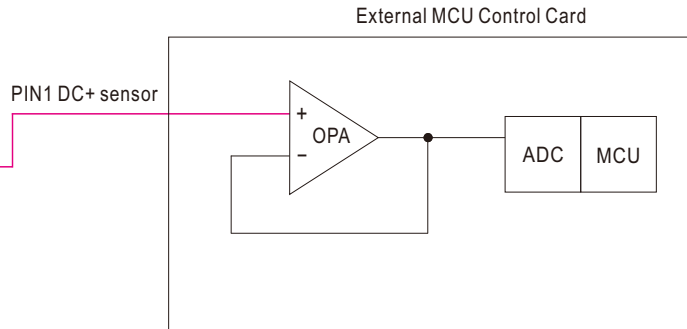 External MCU Control Card
PIN1 DC+ sensor
+
OPA
−
ADC
MCU